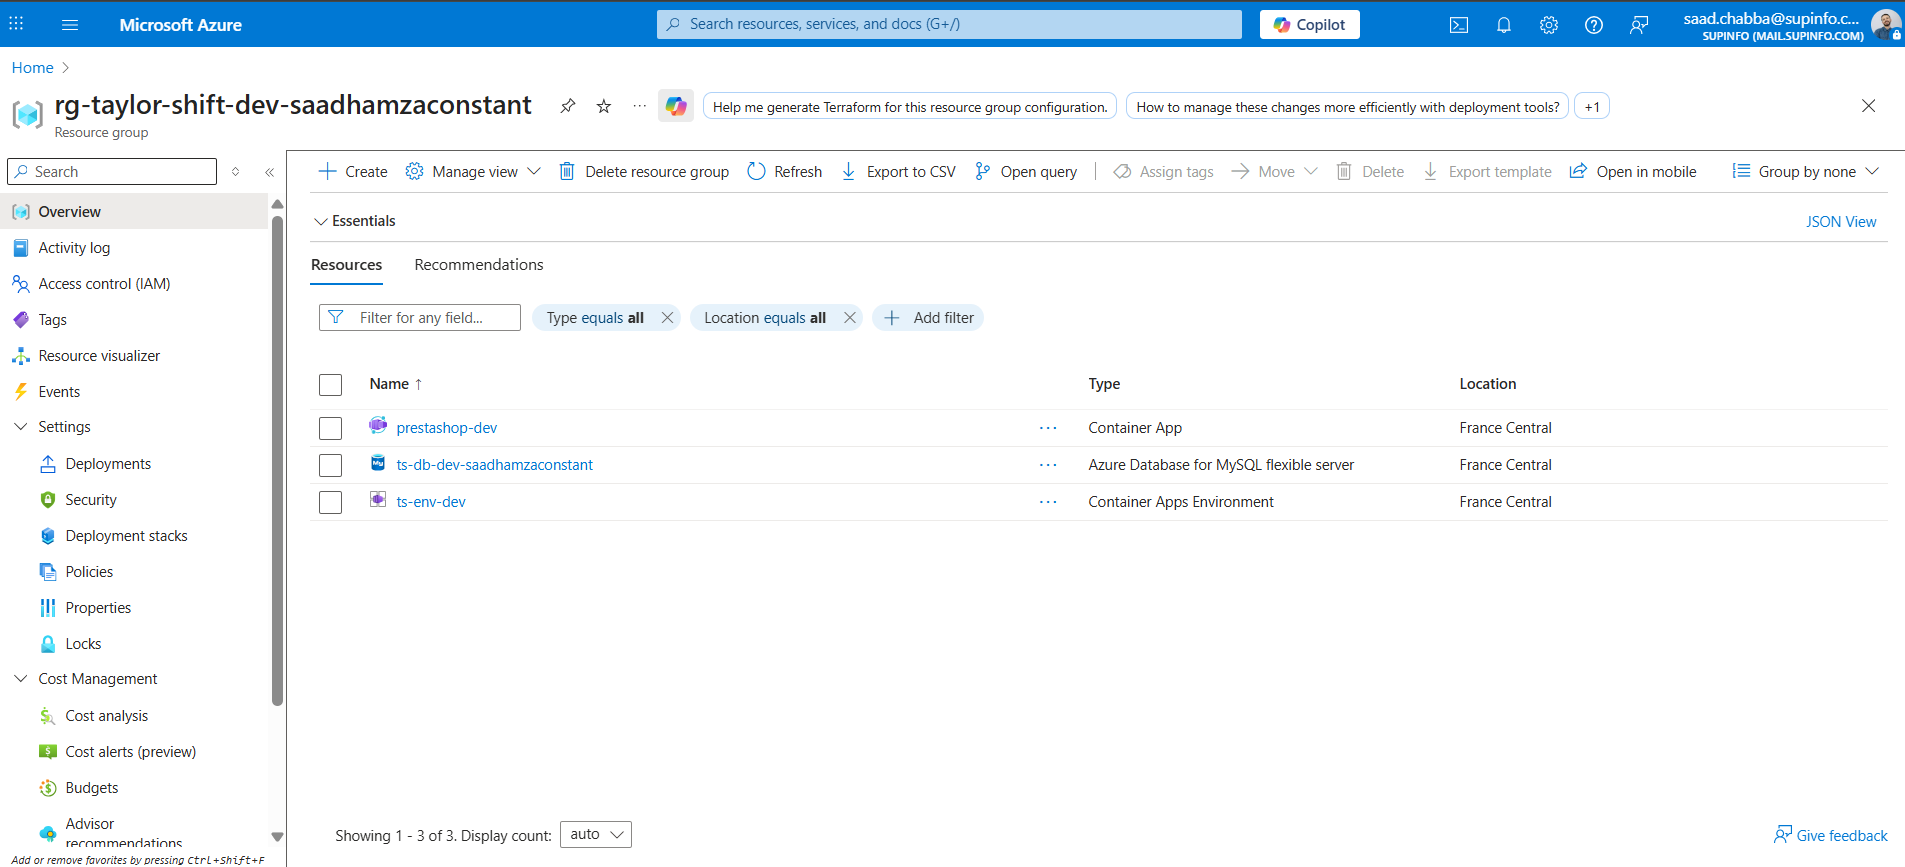 Microsoft Azure
Search resources, services, and docs (G+/)
Copilot
saad.chabba@supinfo.c...
SUPINFO (MAIL.SUPINFO.COM)
Home
rg-taylor-shift-dev-saadhamzaconstant
Resource group
Help me generate Terraform for this resource group configuration.
How to manage these changes more efficiently with deployment tools?
+1
Search
Overview
Activity log
Access control (IAM)
Tags
Resource visualizer
Events
Settings
Deployments
Security
Deployment stacks
Policies
Properties
Locks
Cost Management
Cost analysis
Cost alerts (preview)
Budgets
Advisor
recommendations
Add or remove favorites by pressing Ctrl+Shift+F
Create
Manage view
Delete resource group
Refresh
Export to CSV
Open query
Assign tags
Move
Delete
Export template
Open in mobile
Group by none
Essentials
JSON View
Resources
Recommendations
Filter for any field...
Type equals all
Location equals all
Add filter
Name ↑ Type Location
prestashop-dev ... Container App France Central
ts-db-dev-saadhamzaconstant ... Azure Database for MySQL flexible server France Central
ts-env-dev ... Container Apps Environment France Central
Showing 1 - 3 of 3. Display count: auto
Give feedback